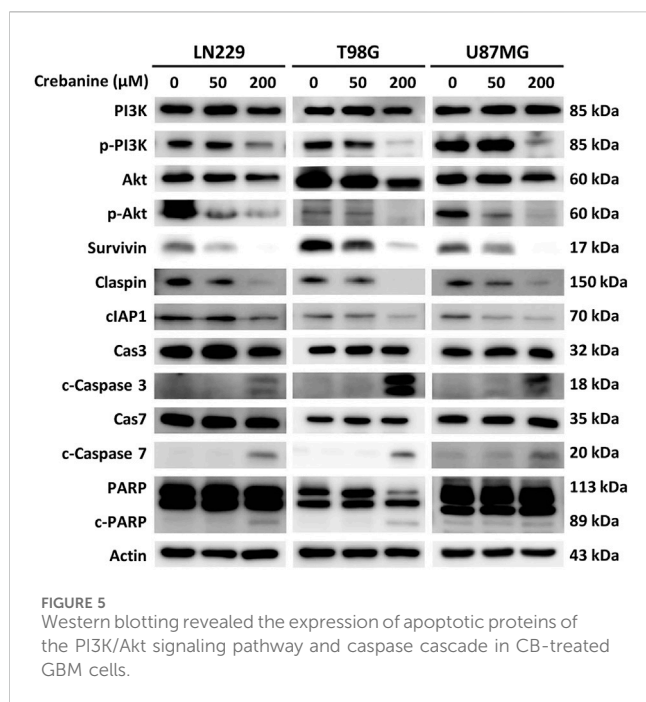 LN229 T98G U87MG
Crebanine (μM) 0 50 200 0 50 200 0 50 200
PI3K 85 kDa
p-PI3K 85 kDa
Akt 60 kDa
p-Akt 60 kDa
Survivin 17 kDa
Claspin 150 kDa
cIAP1 70 kDa
Cas3 32 kDa
c-Caspase 3 18 kDa
Cas7 35 kDa
c-Caspase 7 20 kDa
PARP 113 kDa
c-PARP 89 kDa
Actin 43 kDa
FIGURE 5
Western blotting revealed the expression of apoptotic proteins of
the PI3K/Akt signaling pathway and caspase cascade in CB-treated
GBM cells.